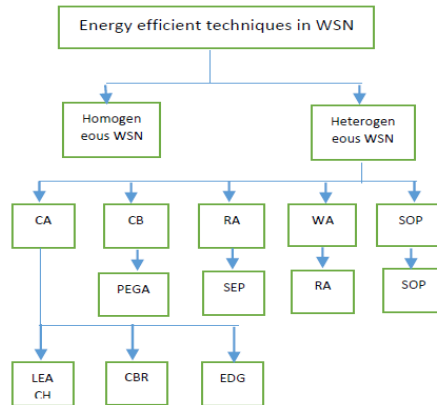 Energy efficient techniques in WSN
Homogen
eous WSN
Heterogen
eous WSN
CA
CB
RA
WA
SOP
PEGA
SEP
RA
SOP
LEA
CH
CBR
EDG